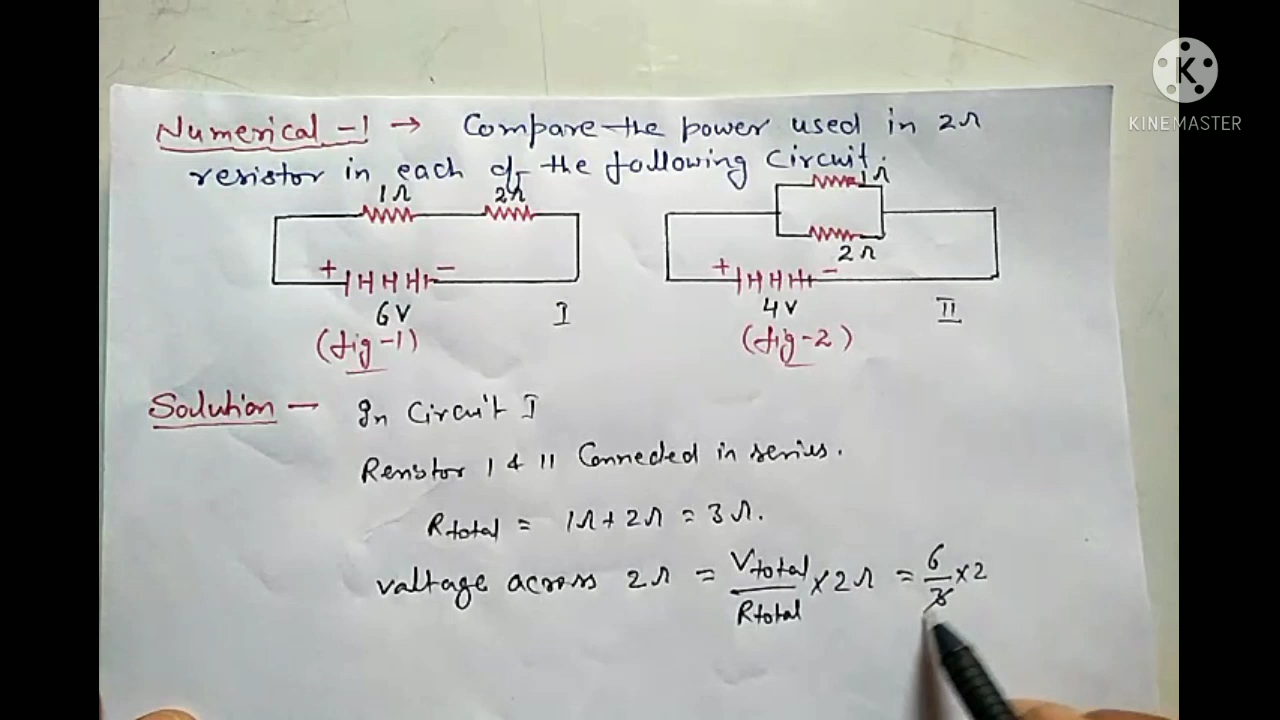 KINEMASTER
Numerical -1 → Compare the power used in 2Ω
resistor in each of the following Circuit.
1Ω 2Ω
+ -
6V
I
(fig-1)
1Ω
2Ω
+ -
4V
II
(fig-2)
Solution — In Circuit I
Resistor I & II Connected in series.
Rtotal = 1Ω + 2Ω = 3Ω.
voltage across 2Ω = Vtotal/Rtotal × 2Ω = 6/3 × 2